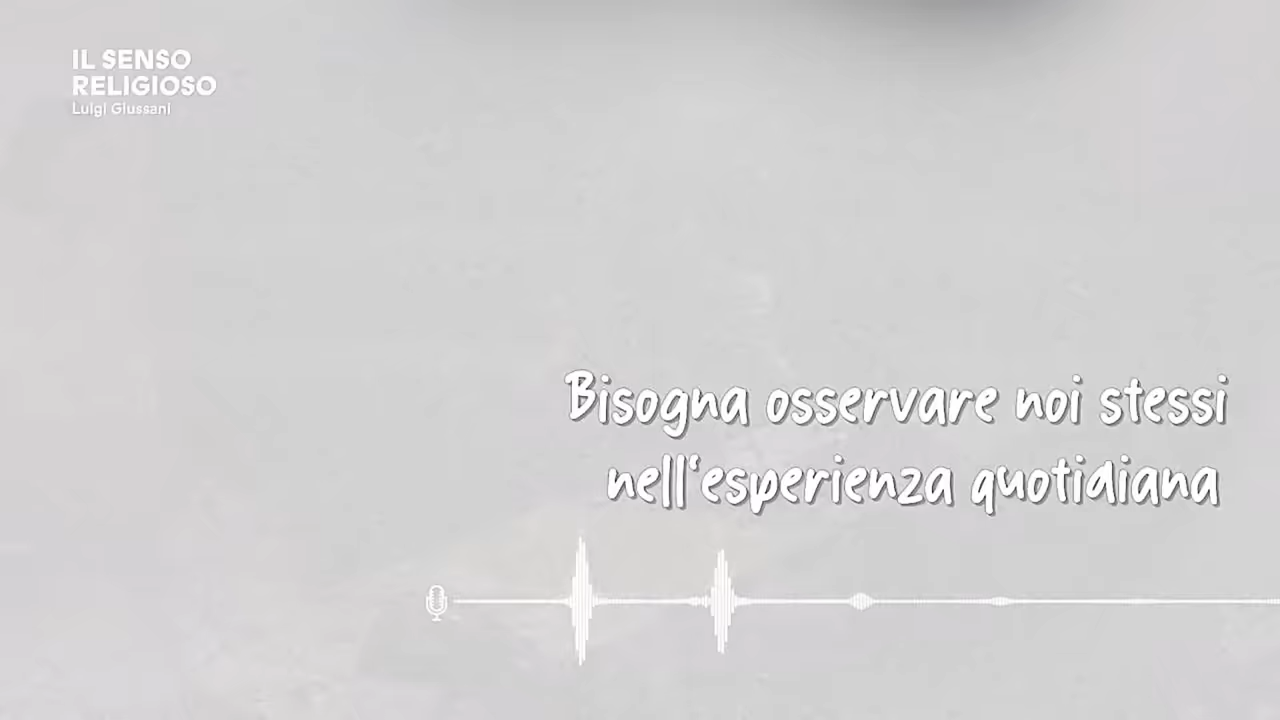 IL SENSO
RELIGIOSO
Luigi Giussani
Bisogna osservare noi stessi
nell‘esperienza quotidiana